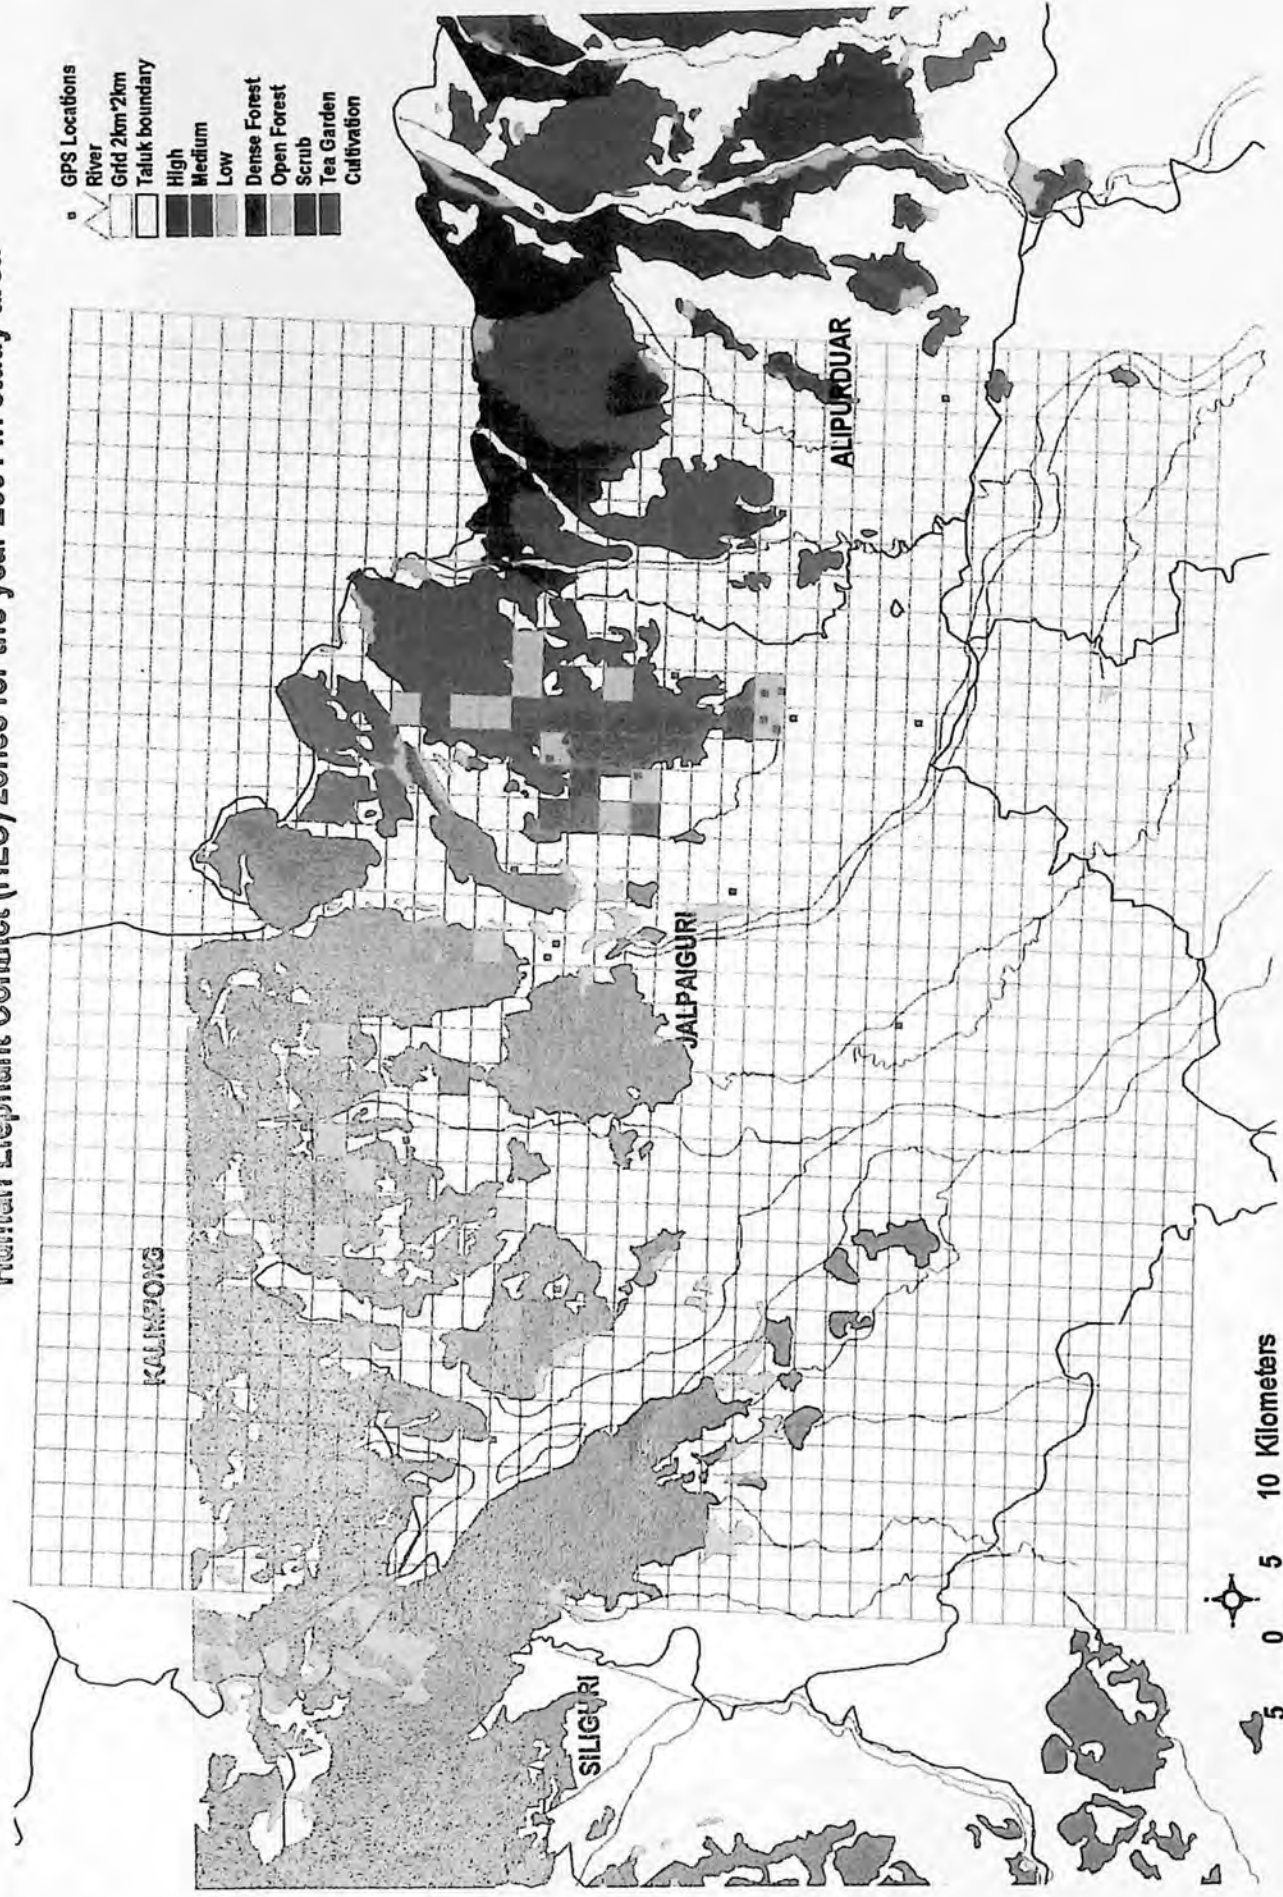 Human Elephant Conflict (HEC) zones for the year in study area
GPS Locations
River
Grid 2km*2km
Taluk boundary
High
Medium
Low
Dense Forest
Open Forest
Scrub
Tea Garden
Cultivation
KALIMPONG
SILIGURI
JALPAIGURI
ALIPURDUAR
5 0 5 10 Kilometers